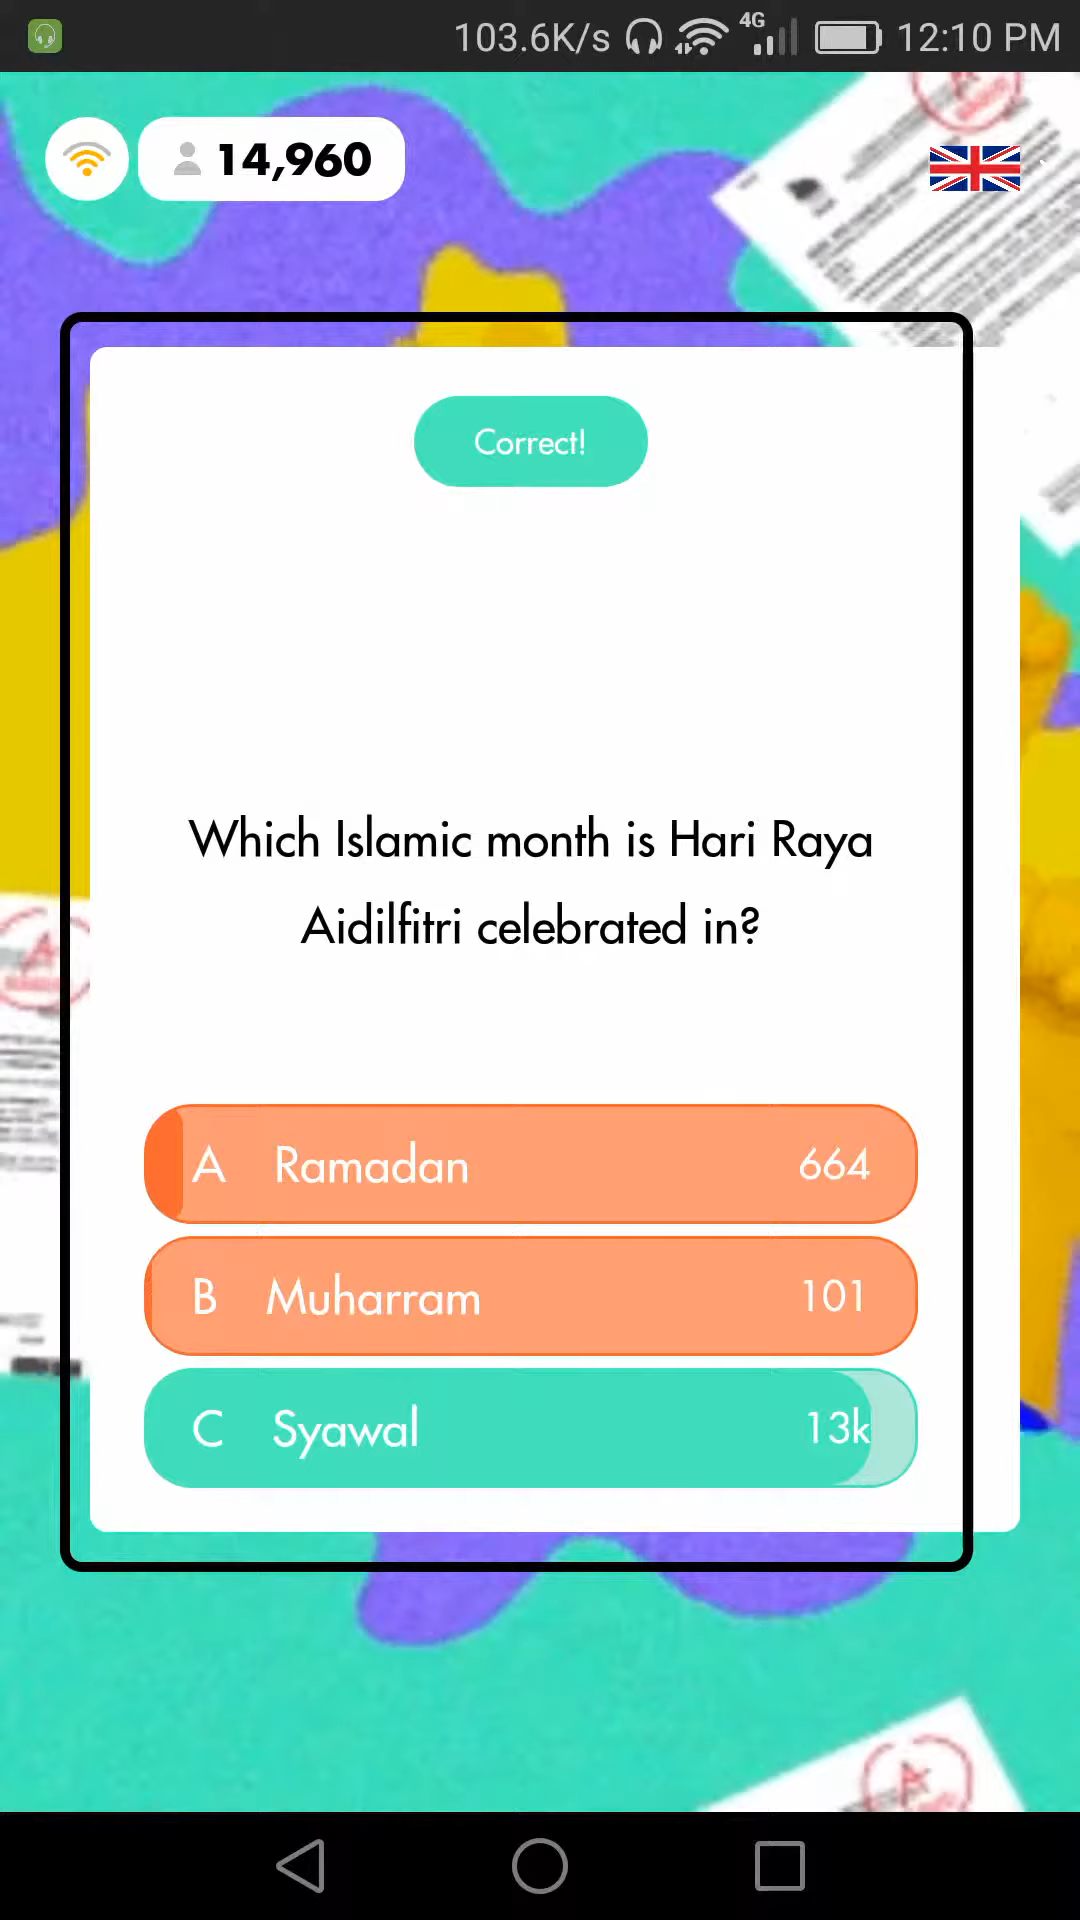 103.6K/s 4G 12:10 PM
14,960
Correct!
Which Islamic month is Hari Raya
Aidilfitri celebrated in?
A Ramadan 664
B Muharram 101
C Syawal 13k